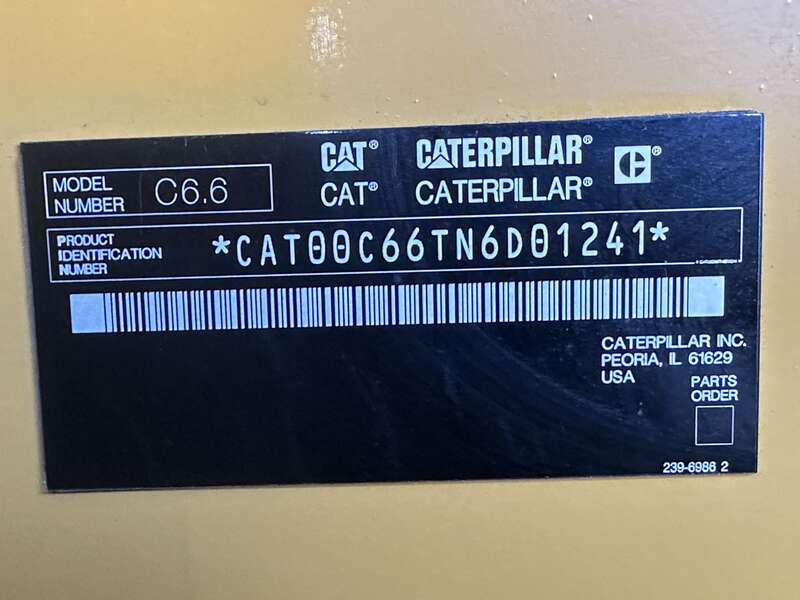 CAT® CATERPILLAR®
CAT® CATERPILLAR®
MODEL NUMBER C6.6
PRODUCT IDENTIFICATION NUMBER *CAT00C66TN6D01241*
CATERPILLAR INC.
PEORIA, IL 61629
USA
PARTS
ORDER
239-6986 2